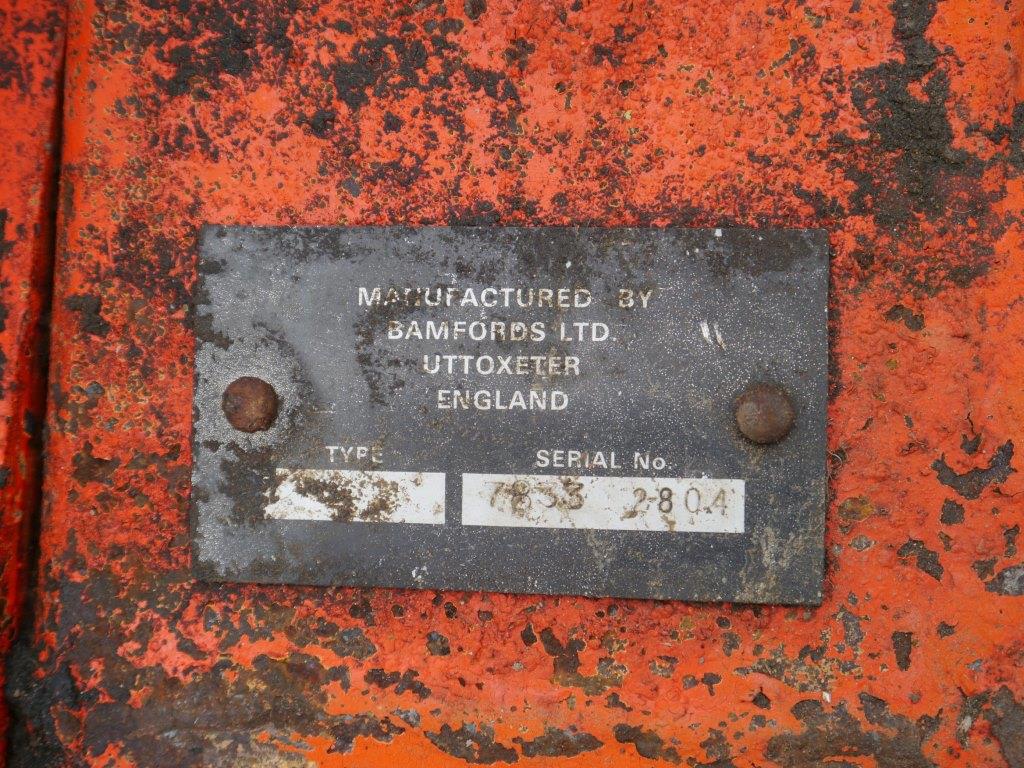 MANUFACTURED BY
BAMFORDS LTD.
UTTOXETER
ENGLAND
TYPE
SERIAL No.
7833 2804